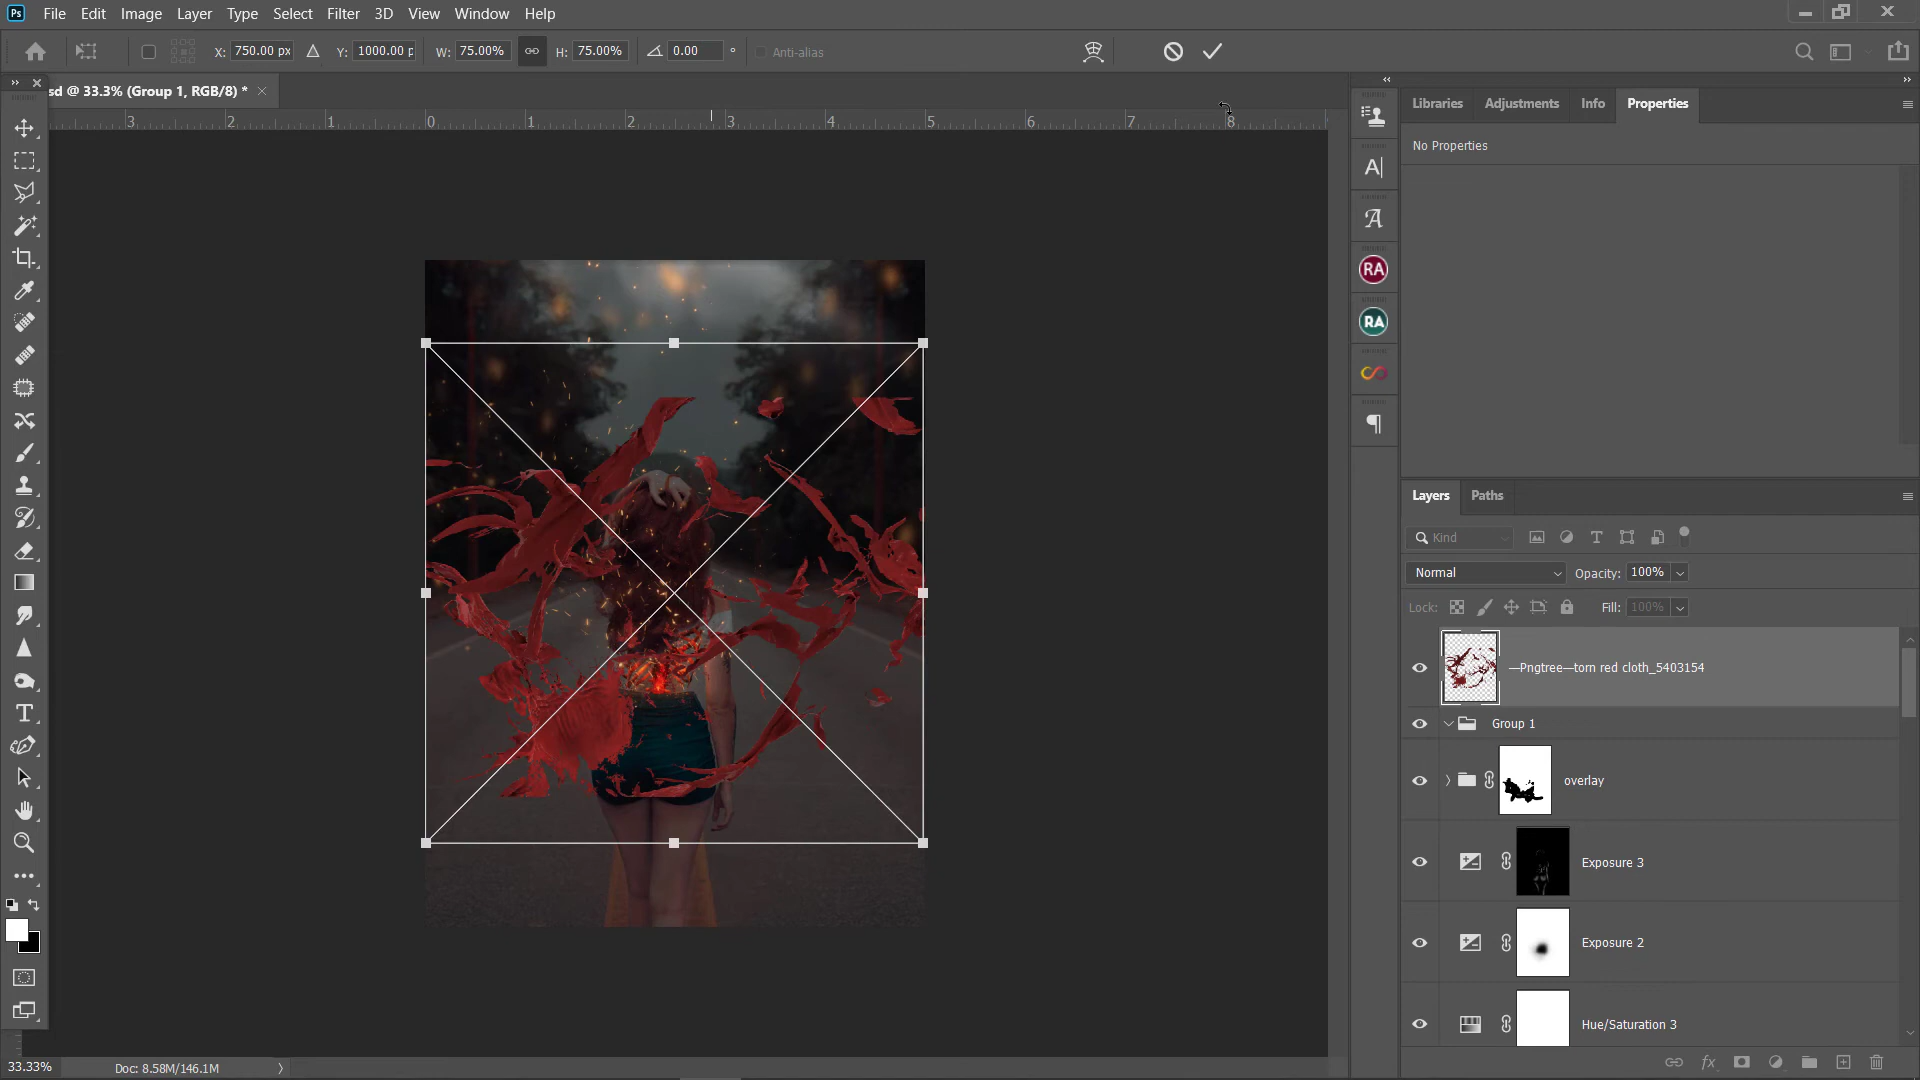 Ps File Edit Image Layer Type Select Filter 3D View Window Help
X: 750.00 px Y: 1000.00 p W: 75.00% H: 75.00% 0.00 ° Anti-alias
sd @ 33.3% (Group 1, RGB/8) * ×
3 2 1 0 1 2 3 4 5 6 7 8
Libraries Adjustments Info Properties
No Properties
A|
A
RA
RA
Layers Paths
Kind
Normal Opacity: 100%
Lock: Fill: 100%
—Pngtree—torn red cloth_5403154
Group 1
overlay
Exposure 3
Exposure 2
Hue/Saturation 3
33.33% Doc: 8.58M/146.1M